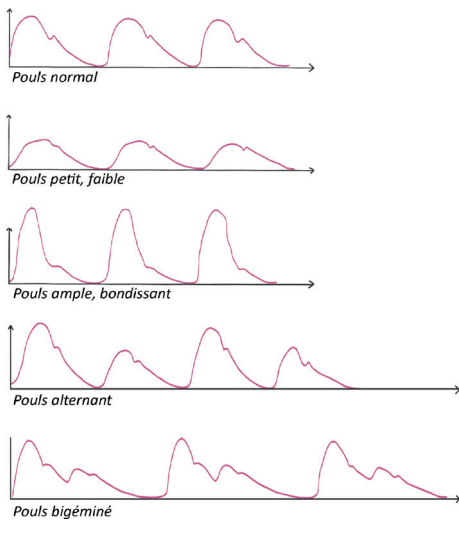 Pouls normal
Pouls petit, faible
Pouls ample, bondissant
Pouls alternant
Pouls bigéminé